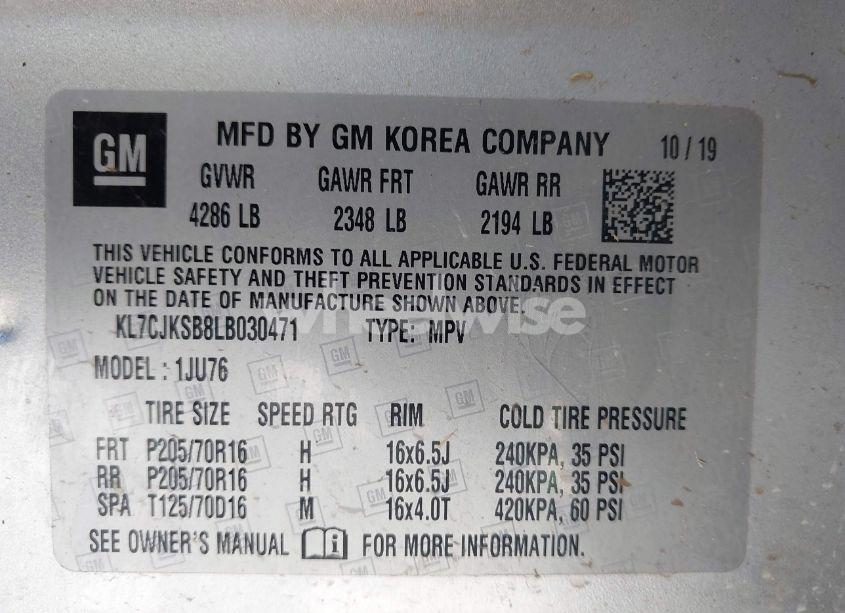 GM
MFD BY GM KOREA COMPANY 10 / 19
GVWR GAWR FRT GAWR RR
4286 LB 2348 LB 2194 LB
THIS VEHICLE CONFORMS TO ALL APPLICABLE U.S. FEDERAL MOTOR
VEHICLE SAFETY AND THEFT PREVENTION STANDARDS IN EFFECT
ON THE DATE OF MANUFACTURE SHOWN ABOVE.
KL7CJKSB8LB030471 TYPE: MPV
MODEL : 1JU76
TIRE SIZE SPEED RTG RIM COLD TIRE PRESSURE
FRT P205/70R16 H 16x6.5J 240KPA, 35 PSI
RR P205/70R16 H 16x6.5J 240KPA, 35 PSI
SPA T125/70D16 M 16x4.0T 420KPA, 60 PSI
SEE OWNER'S MANUAL i FOR MORE INFORMATION.